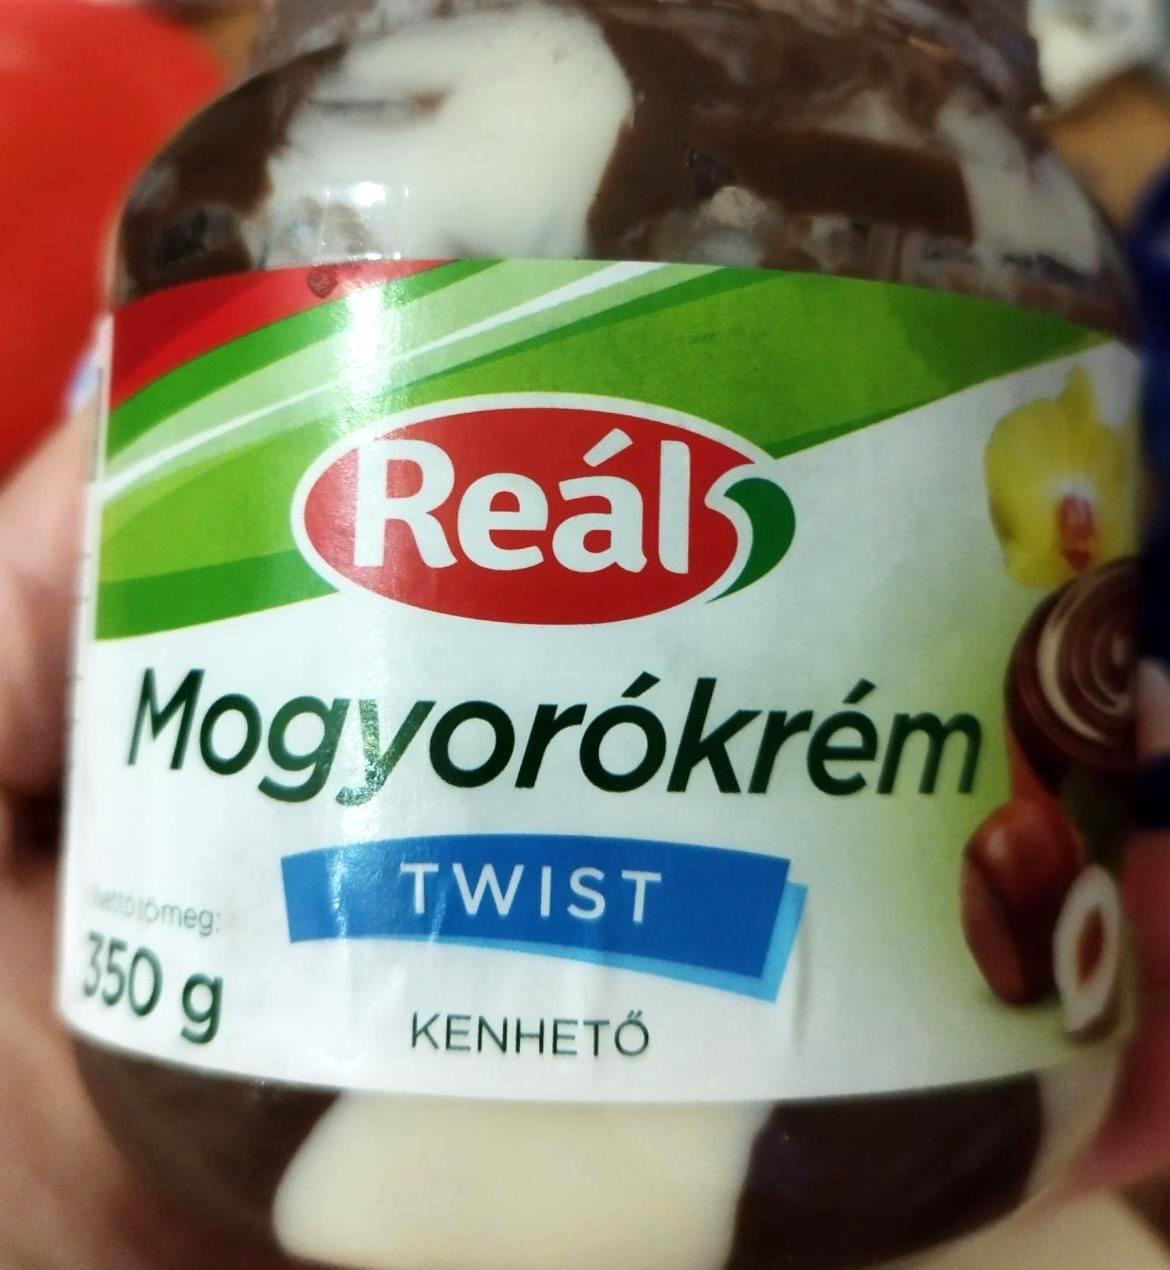 Reál
Mogyorókrém
TWIST
nettó tömeg:
350 g
KENHETŐ